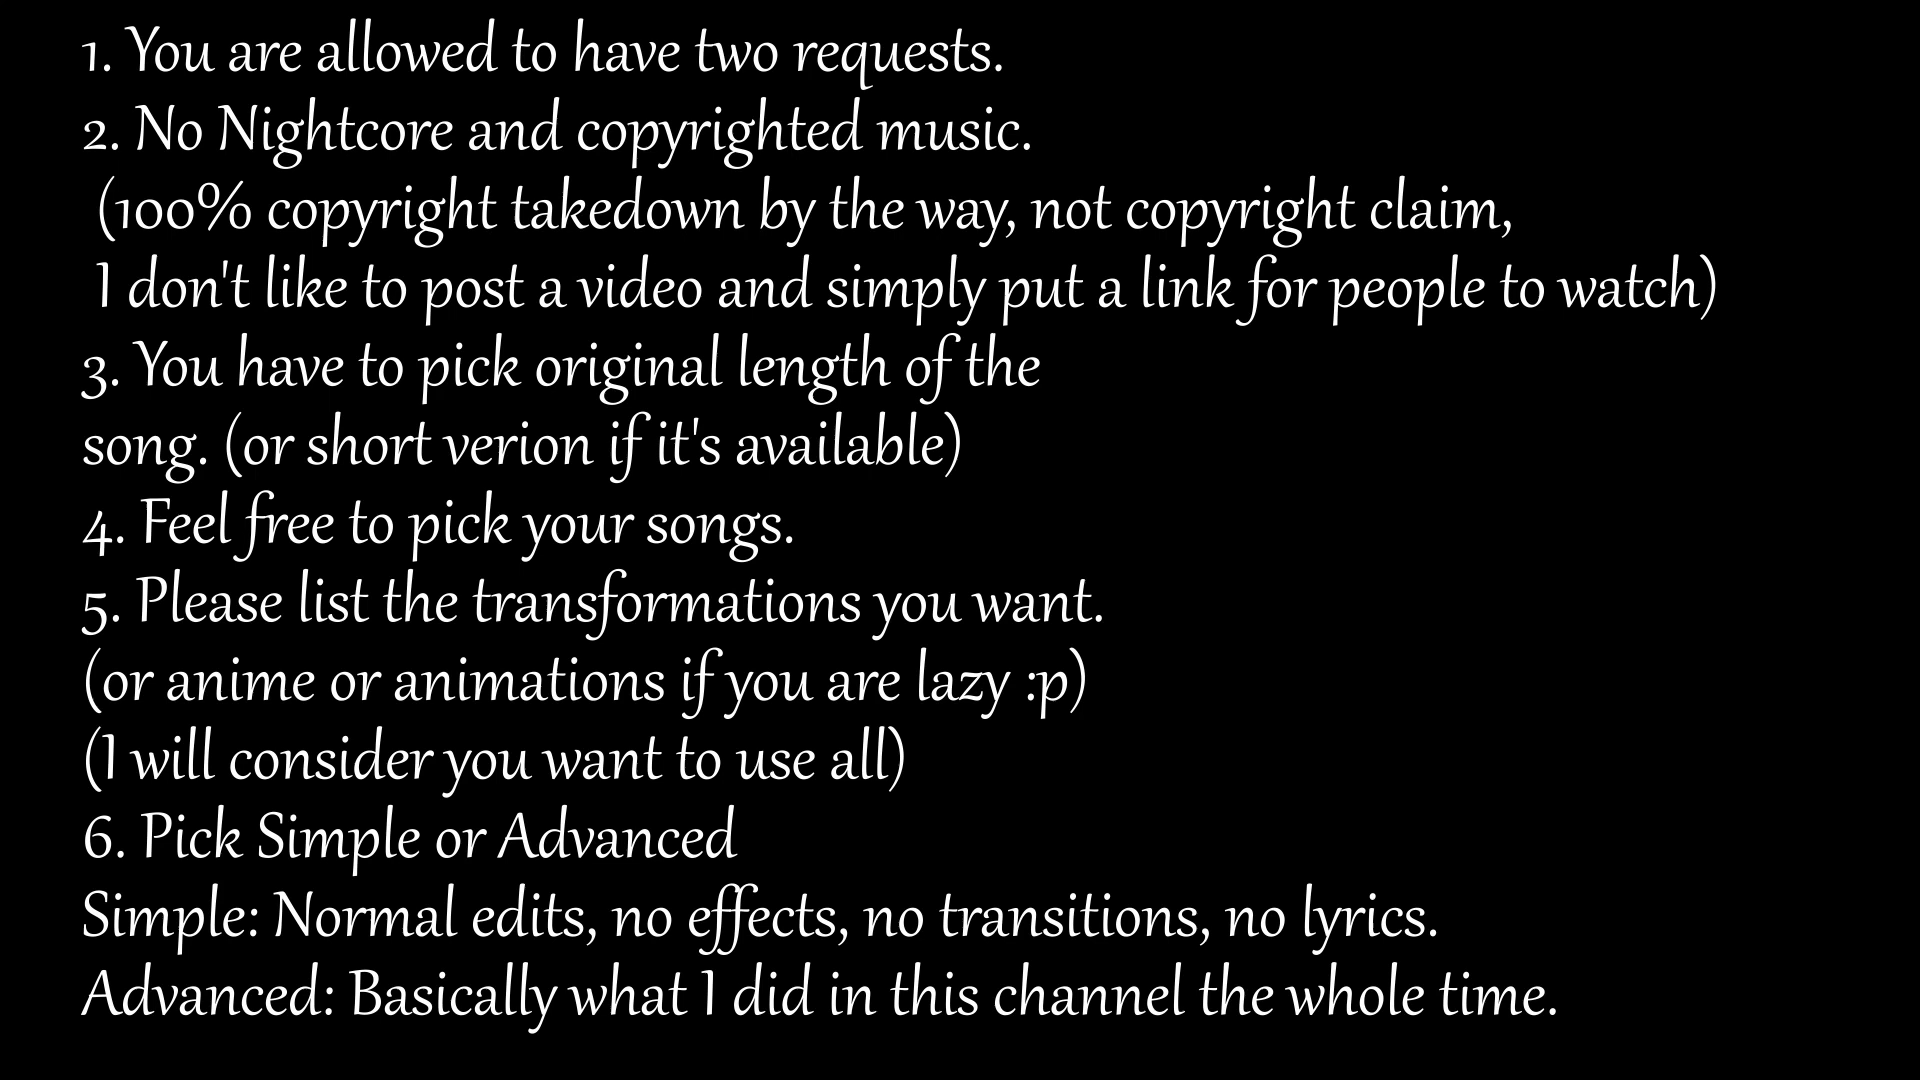 1. You are allowed to have two requests.
2. No Nightcore and copyrighted music.
(100% copyright takedown by the way, not copyright claim,
I don't like to post a video and simply put a link for people to watch)
3. You have to pick original length of the
song. (or short verion if it's available)
4. Feel free to pick your songs.
5. Please list the transformations you want.
(or anime or animations if you are lazy :p)
(I will consider you want to use all)
6. Pick Simple or Advanced
Simple: Normal edits, no effects, no transitions, no lyrics.
Advanced: Basically what I did in this channel the whole time.